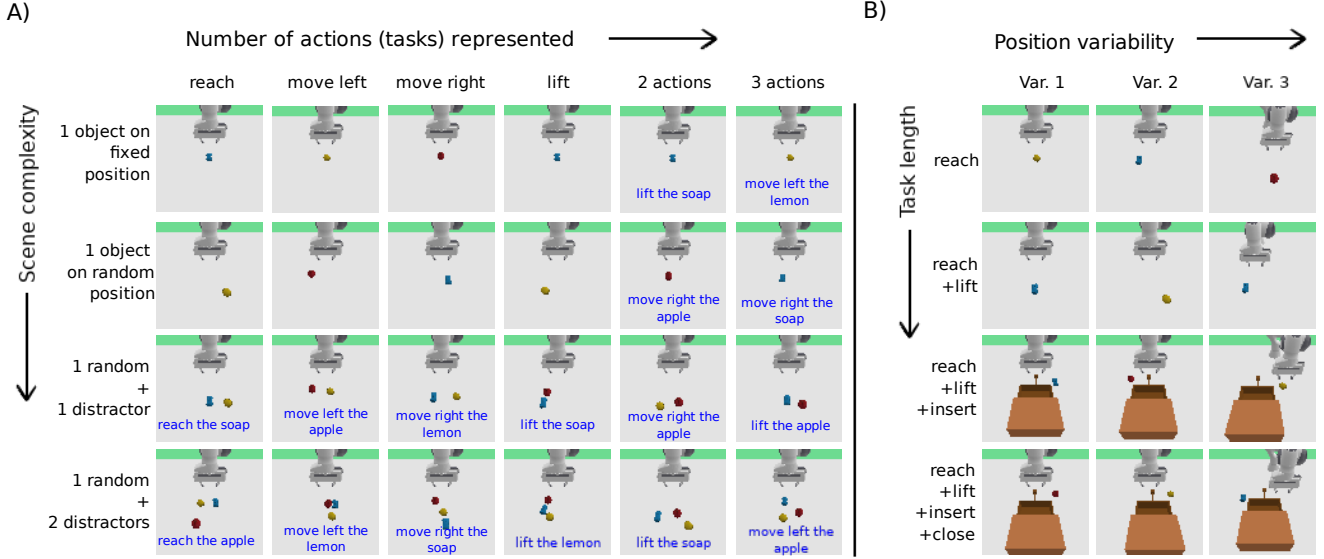 A)
Number of actions (tasks) represented
reach
move left
move right
lift
2 actions
3 actions
Scene complexity
1 object on
fixed
position
lift the soap
move left the
lemon
1 object
on random
position
move right the
apple
move right the
soap
1 random
+
1 distractor
reach the soap
move left the
apple
move right the
lemon
lift the soap
move right the
apple
lift the apple
1 random
+
2 distractors
reach the apple
move left the
lemon
move right the
soap
lift the lemon
lift the soap
move left the
apple
B)
Position variability
Var. 1
Var. 2
Var. 3
Task length
reach
reach
+lift
reach
+lift
+insert
reach
+lift
+insert
+close